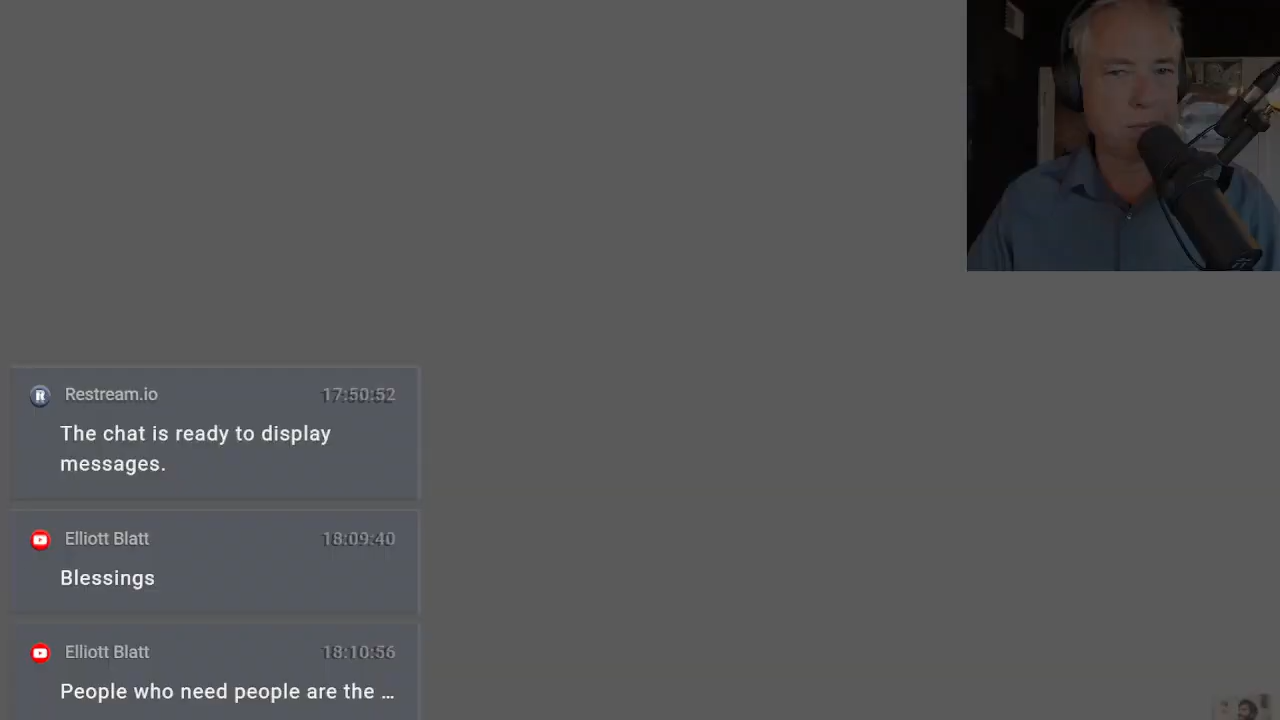 Restream.io 17:50:52
The chat is ready to display
messages.
Elliott Blatt 18:09:40
Blessings
Elliott Blatt 18:10:56
People who need people are the ...